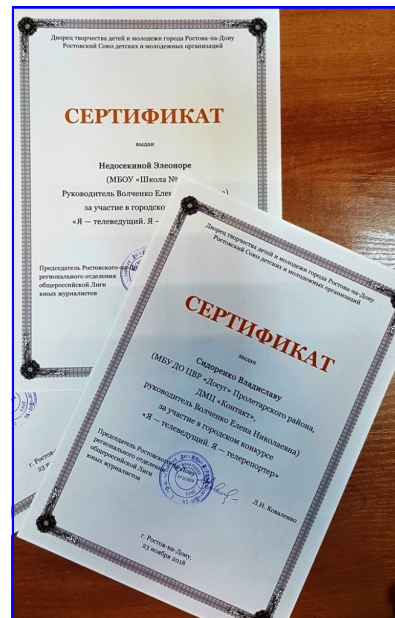 Дворец творчества детей и молодежи города Ростова-на-Дону
Ростовский Союз детских и молодежных организаций
СЕРТИФИКАТ
выдан
Недосекиной Элеоноре
(МБОУ «Школа №
Руководитель Волченко
за участие в
«Я — телеведущий. Я –
Председатель Ростовского
регионального отделения
общероссийской Лиги
юных журналистов
Дворец творчества детей и молодежи города Ростова-на-Дону
Ростовский Союз детских и молодежных организаций
СЕРТИФИКАТ
выдан
Сидоренко Владиславу
(МБУ ДО ЦВР «Досуг» Пролетарского района,
ДМЦ «Контакт»,
руководитель Волченко Елена Николаевна)
за участие в городском конкурсе
«Я — телеведущий. Я — телерепортер»
Председатель
регионального отделения
общероссийской Лиги
юных журналистов
Л.Н. Коваленко
г. Ростов-на-Дону,
23 ноября 2018